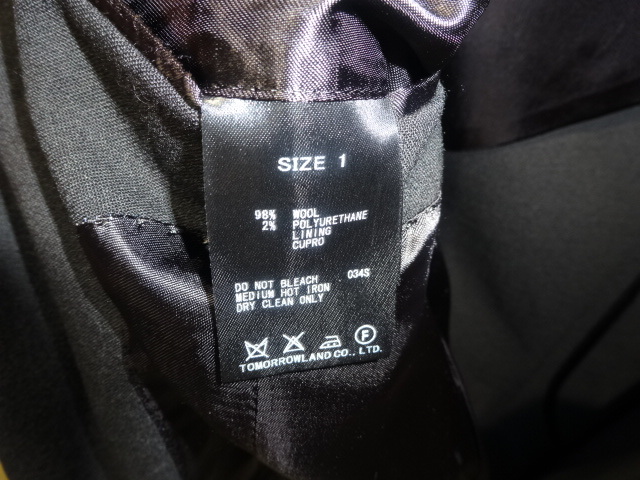 SIZE 1
98% WOOL
2% POLYURETHANE
LINING
CUPRO
DO NOT BLEACH 034S
MEDIUM HOT IRON
DRY CLEAN ONLY
F
TOMORROWLAND CO., LTD.